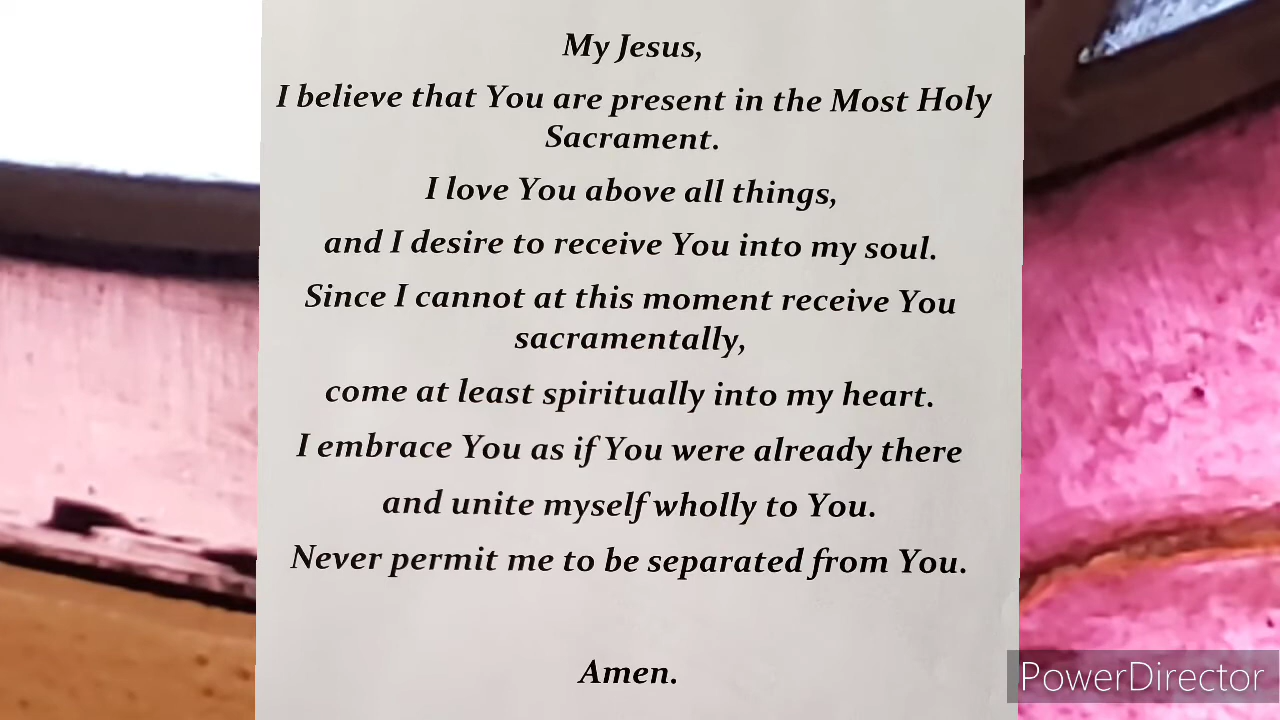 My Jesus,
I believe that You are present in the Most Holy
Sacrament.
I love You above all things,
and I desire to receive You into my soul.
Since I cannot at this moment receive You
sacramentally,
come at least spiritually into my heart.
I embrace You as if You were already there
and unite myself wholly to You.
Never permit me to be separated from You.
Amen.
PowerDirector